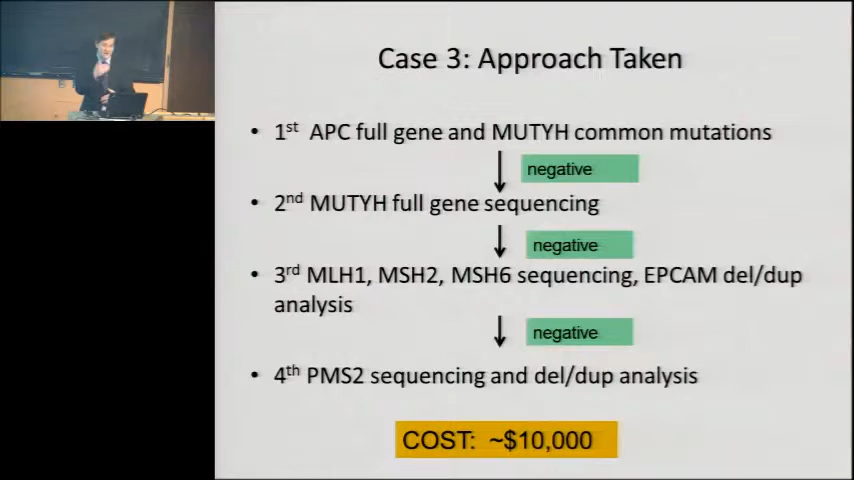 Case 3: Approach Taken
• 1st APC full gene and MUTYH common mutations
negative
• 2nd MUTYH full gene sequencing
negative
• 3rd MLH1, MSH2, MSH6 sequencing, EPCAM del/dup
analysis
negative
• 4th PMS2 sequencing and del/dup analysis
COST: ~$10,000